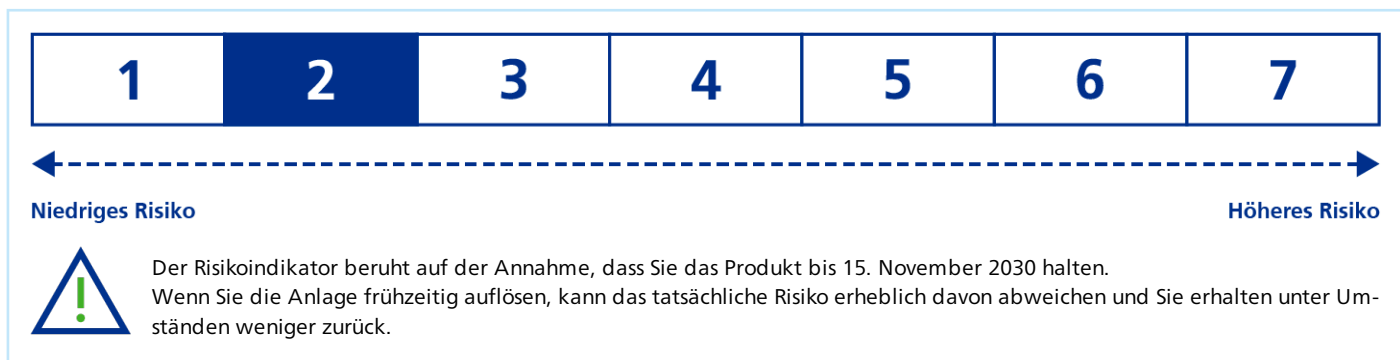 1 2 3 4 5 6 7
Niedriges Risiko Höheres Risiko
Der Risikoindikator beruht auf der Annahme, dass Sie das Produkt bis 15. November 2030 halten.
Wenn Sie die Anlage frühzeitig auflösen, kann das tatsächliche Risiko erheblich davon abweichen und Sie erhalten unter Um-
ständen weniger zurück.